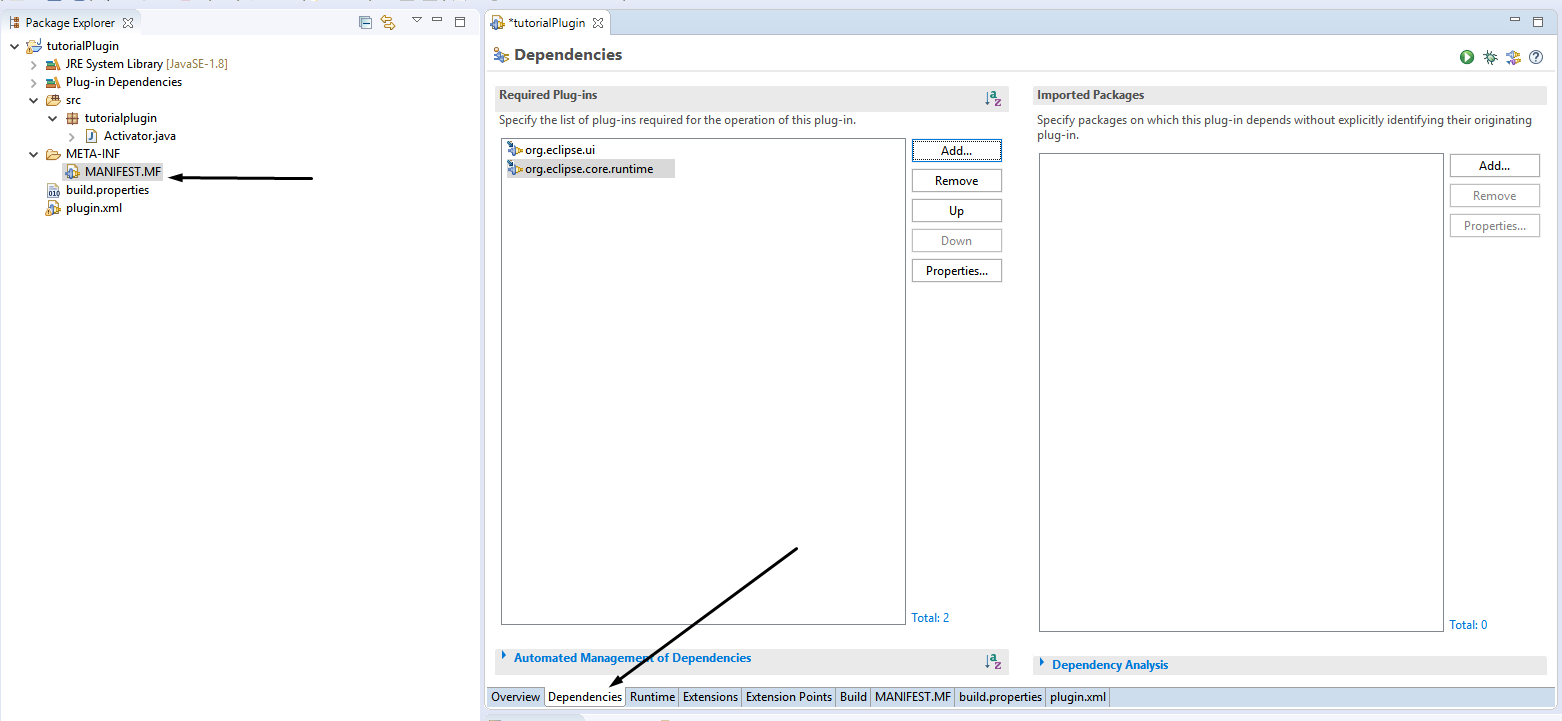 Package Explorer
tutorialPlugin
JRE System Library [JavaSE-1.8]
Plug-in Dependencies
src
tutorialplugin
Activator.java
META-INF
MANIFEST.MF
build.properties
plugin.xml
*tutorialPlugin
Dependencies
Required Plug-ins
Specify the list of plug-ins required for the operation of this plug-in.
org.eclipse.ui
org.eclipse.core.runtime
Add...
Remove
Up
Down
Properties...
Total: 2
Automated Management of Dependencies
Imported Packages
Specify packages on which this plug-in depends without explicitly identifying their originating
plug-in.
Add...
Remove
Properties...
Total: 0
Dependency Analysis
Overview Dependencies Runtime Extensions Extension Points Build MANIFEST.MF build.properties plugin.xml